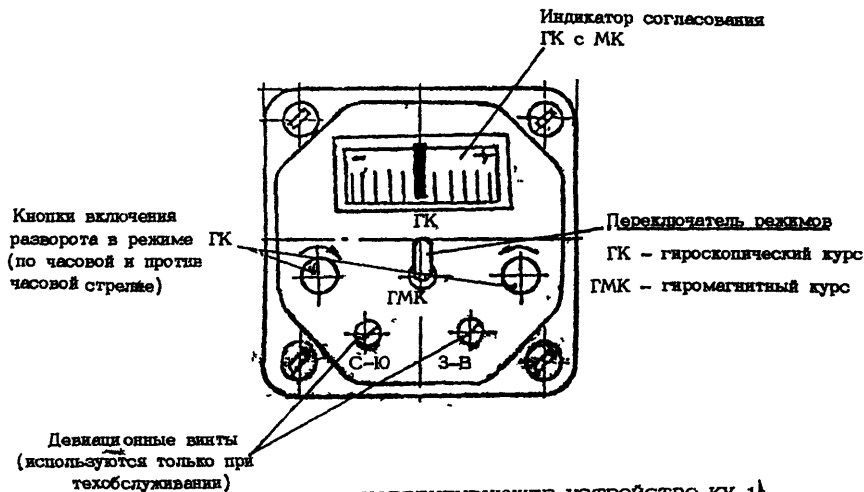 Индикатор согласования
ГК с МК
- +
ГК
Кнопки включения
разворота в режиме ГК
(по часовой и против
часовой стрелке)
Переключатель режимов
ГК - гироскопический курс
ГМК - гиромагнитный курс
ГМК
С-Ю З-В
Девиационные винты
(используются только при
техобслуживании)